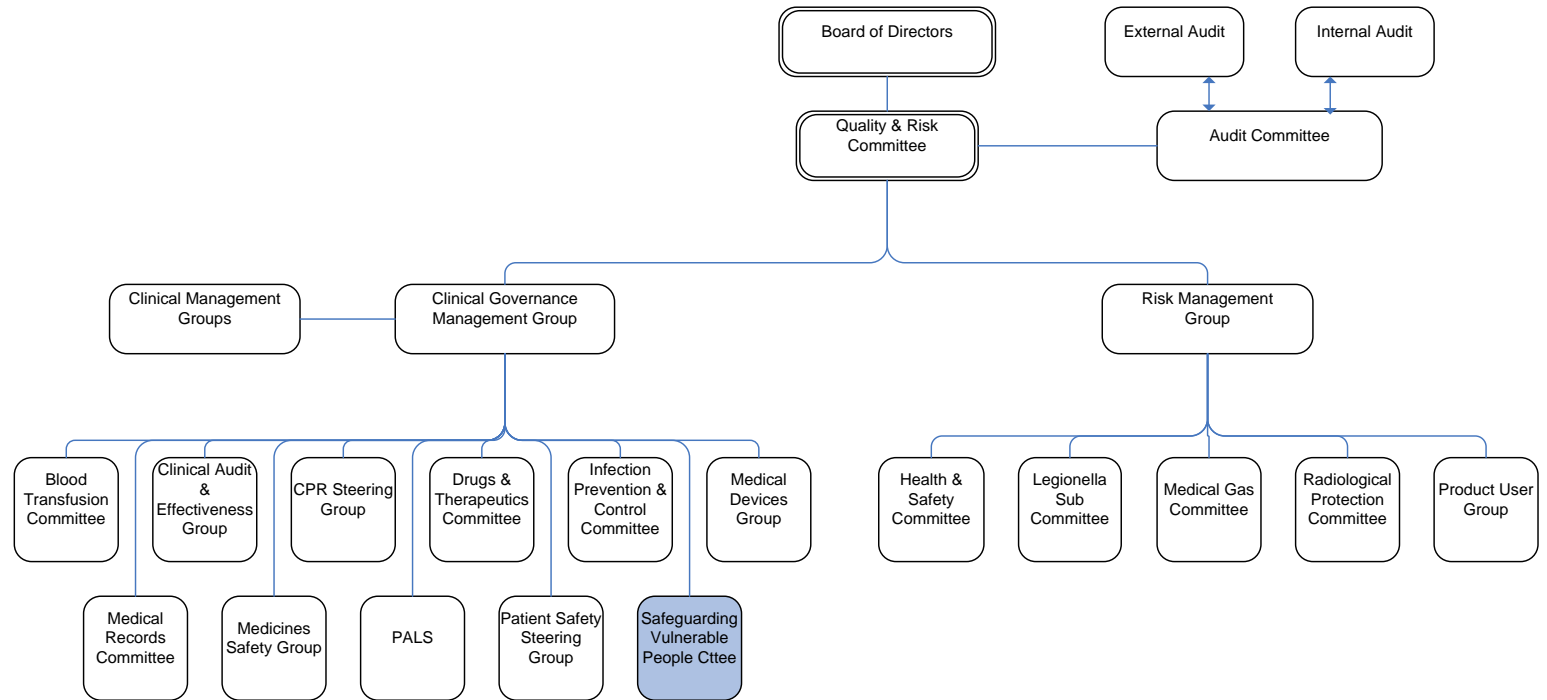 Board of Directors
External Audit
Internal Audit
Quality & Risk
Committee
Audit Committee
Clinical Management
Groups
Clinical Governance
Management Group
Risk Management
Group
Blood
Transfusion
Committee
Clinical Audit
&
Effectiveness
Group
CPR Steering
Group
Drugs &
Therapeutics
Committee
Infection
Prevention &
Control
Committee
Medical
Devices
Group
Health &
Safety
Committee
Legionella
Sub
Committee
Medical Gas
Committee
Radiological
Protection
Committee
Product User
Group
Medical
Records
Committee
Medicines
Safety Group
PALS
Patient Safety
Steering
Group
Safeguarding
Vulnerable
People Cttee